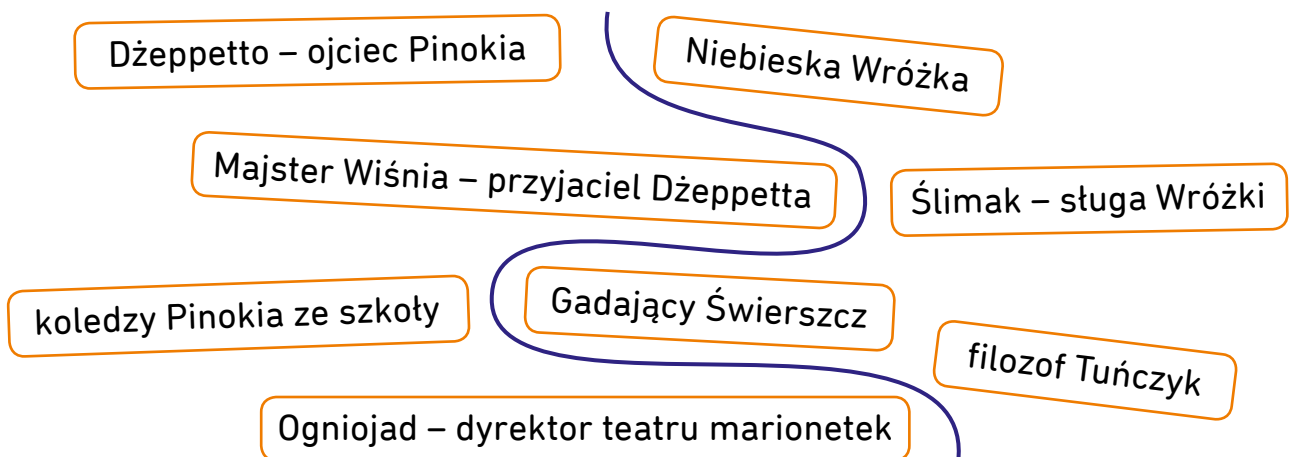 Dżeppetto – ojciec Pinokia
Niebieska Wróżka
Majster Wiśnia – przyjaciel Dżeppetta
Ślimak – sługa Wróżki
koledzy Pinokia ze szkoły
Gadający Świerszcz
filozof Tuńczyk
Ogniojad – dyrektor teatru marionetek